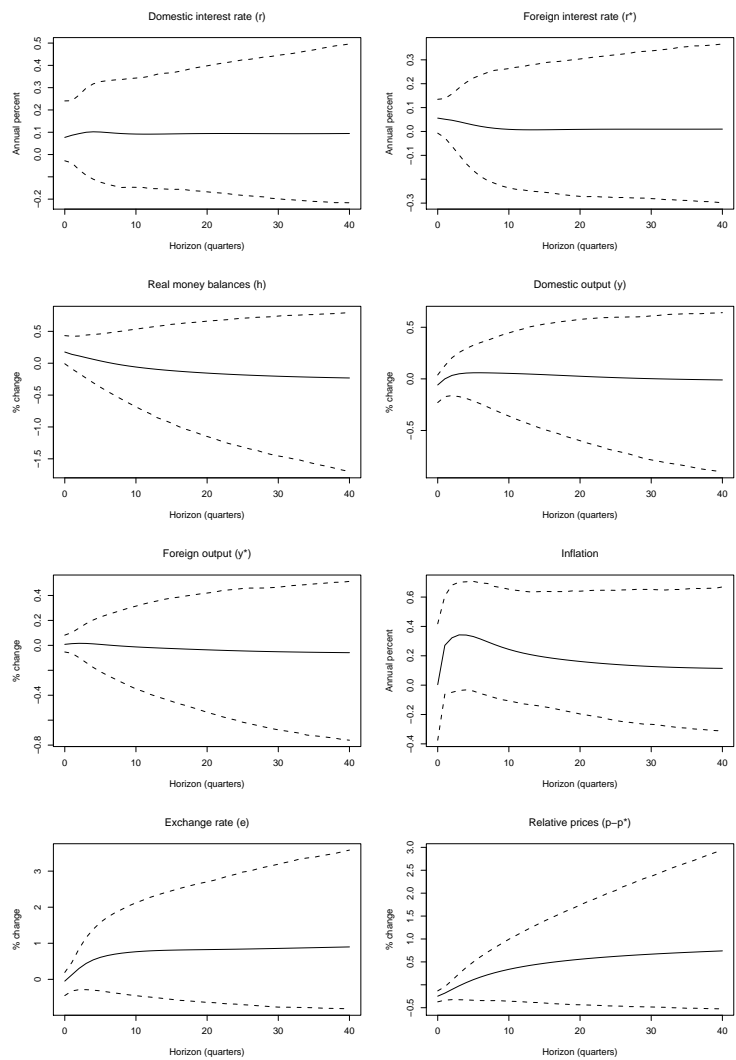 Domestic interest rate (r)
Annual percent
0.5
0.4
0.3
0.2
0.1
0.0
−0.2
0 10 20 30 40
Horizon (quarters)
Foreign interest rate (r*)
Annual percent
0.3
0.2
0.1
0.0
−0.1
−0.3
0 10 20 30 40
Horizon (quarters)
Real money balances (h)
% change
0.5
0.0
−0.5
−1.0
−1.5
0 10 20 30 40
Horizon (quarters)
Domestic output (y)
% change
0.5
0.0
−0.5
0 10 20 30 40
Horizon (quarters)
Foreign output (y*)
% change
0.4
0.2
0.0
−0.4
−0.8
0 10 20 30 40
Horizon (quarters)
Inflation
Annual percent
0.6
0.4
0.2
0.0
−0.2
−0.4
0 10 20 30 40
Horizon (quarters)
Exchange rate (e)
% change
3
2
1
0
0 10 20 30 40
Horizon (quarters)
Relative prices (p−p*)
% change
3.0
2.5
2.0
1.5
0.5
−0.5
0 10 20 30 40
Horizon (quarters)